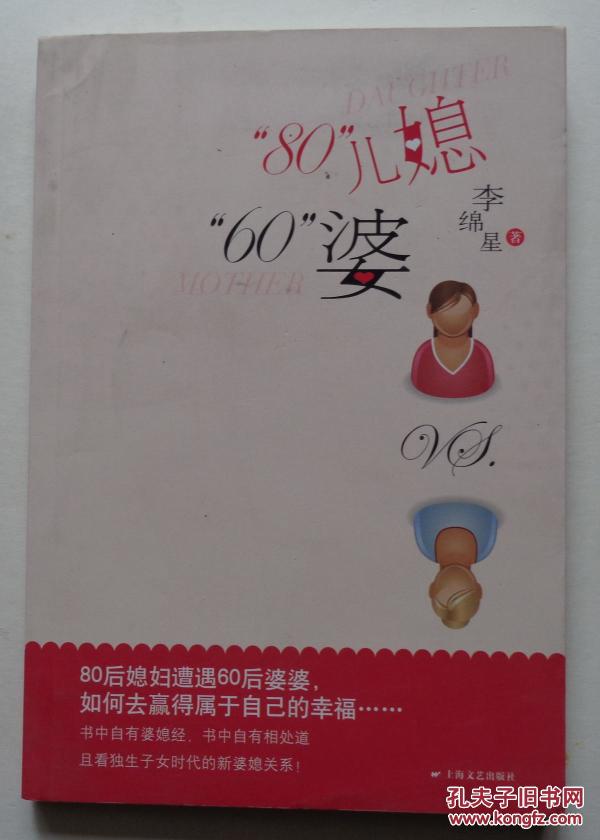 DAUGHTER
“80”儿媳
“60”婆
MOTHER
李绵星 著
VS.
80后媳妇遭遇60后婆婆，
如何去赢得属于自己的幸福……
书中自有婆媳经，书中自有相处道
且看独生子女时代的新婆媳关系！
上海文艺出版社
孔夫子旧书网
www.kongfz.com